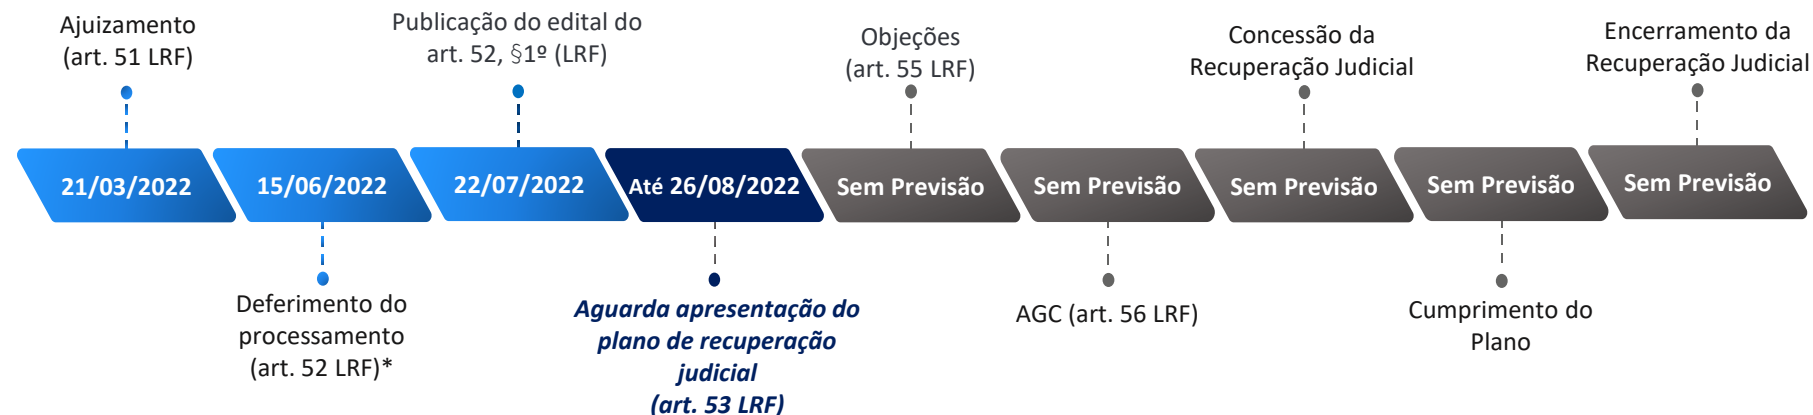 Ajuizamento
(art. 51 LRF)
Publicação do edital do
art. 52, §1º (LRF)
Objeções
(art. 55 LRF)
Concessão da
Recuperação Judicial
Encerramento da
Recuperação Judicial
21/03/2022
15/06/2022
22/07/2022
Até 26/08/2022
Sem Previsão
Sem Previsão
Sem Previsão
Sem Previsão
Sem Previsão
Deferimento do
processamento
(art. 52 LRF)*
Aguarda apresentação do
plano de recuperação
judicial
(art. 53 LRF)
AGC (art. 56 LRF)
Cumprimento do
Plano